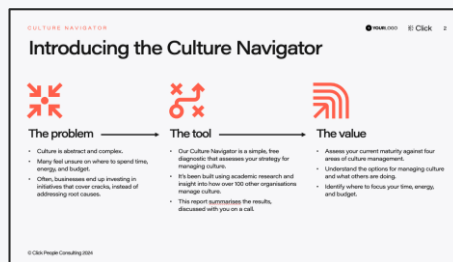 CULTURE NAVIGATOR
YOURLOGO Click 2
Introducing the Culture Navigator
The problem
• Culture is abstract and complex.
• Many feel unsure on where to spend time,
energy, and budget.
• Often, businesses end up investing in
initiatives that cover cracks, instead of
addressing root causes.
The tool
• Our Culture Navigator is a simple, free
diagnostic that assesses your strategy for
managing culture.
• It's been built using academic research and
insight into how over 100 other organisations
manage culture.
• This report summarises the results,
discussed with you on a call.
The value
• Assess your current maturity against four
areas of culture management.
• Understand the options for managing culture
and what others are doing.
• Identify where to focus your time, energy,
and budget.
© Click People Consulting 2024